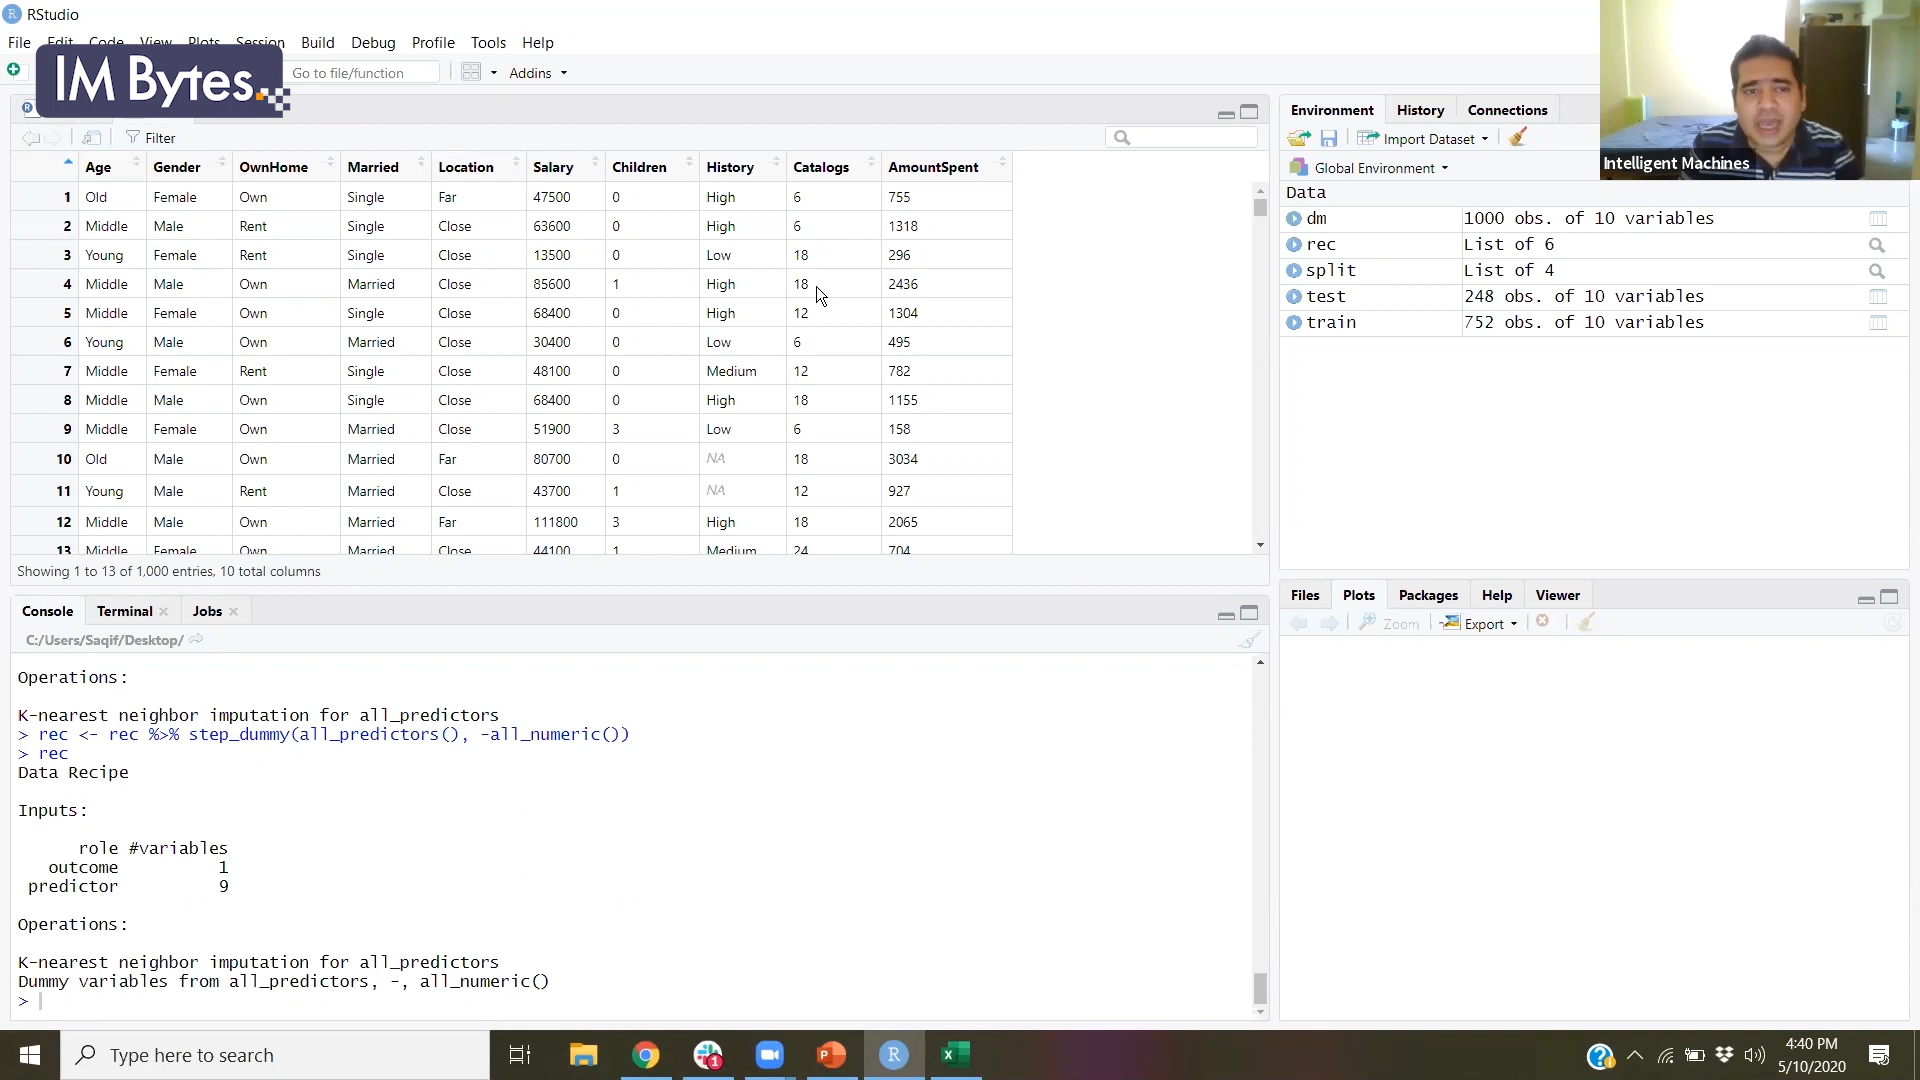 RStudio
File Edit Code View Plots Session Build Debug Profile Tools Help
IM Bytes
Go to file/function
Addins
Filter
Age Gender OwnHome Married Location Salary Children History Catalogs AmountSpent
1 Old Female Own Single Far 47500 0 High 6 755
2 Middle Male Rent Single Close 63600 0 High 6 1318
3 Young Female Rent Single Close 13500 0 Low 18 296
4 Middle Male Own Married Close 85600 1 High 18 2436
5 Middle Female Own Single Close 68400 0 High 12 1304
6 Young Male Own Married Close 30400 0 Low 6 495
7 Middle Female Rent Single Close 48100 0 Medium 12 782
8 Middle Male Own Single Close 68400 0 High 18 1155
9 Middle Female Own Married Close 51900 3 Low 6 158
10 Old Male Own Married Far 80700 0 NA 18 3034
11 Young Male Rent Married Close 43700 1 NA 12 927
12 Middle Male Own Married Far 111800 3 High 18 2065
13 Middle Female Own Married Close 44100 1 Medium 24 704
Showing 1 to 13 of 1,000 entries, 10 total columns
Console Terminal Jobs
C:/Users/Saqif/Desktop/
Operations:
K-nearest neighbor imputation for all_predictors
> rec <- rec %>% step_dummy(all_predictors(), -all_numeric())
> rec
Data Recipe
Inputs:
role #variables
outcome 1
predictor 9
Operations:
K-nearest neighbor imputation for all_predictors
Dummy variables from all_predictors, -, all_numeric()
>
Environment History Connections
Import Dataset
Global Environment
Data
dm 1000 obs. of 10 variables
rec List of 6
split List of 4
test 248 obs. of 10 variables
train 752 obs. of 10 variables
Intelligent Machines
Files Plots Packages Help Viewer
Zoom Export
Type here to search
4:40 PM
5/10/2020